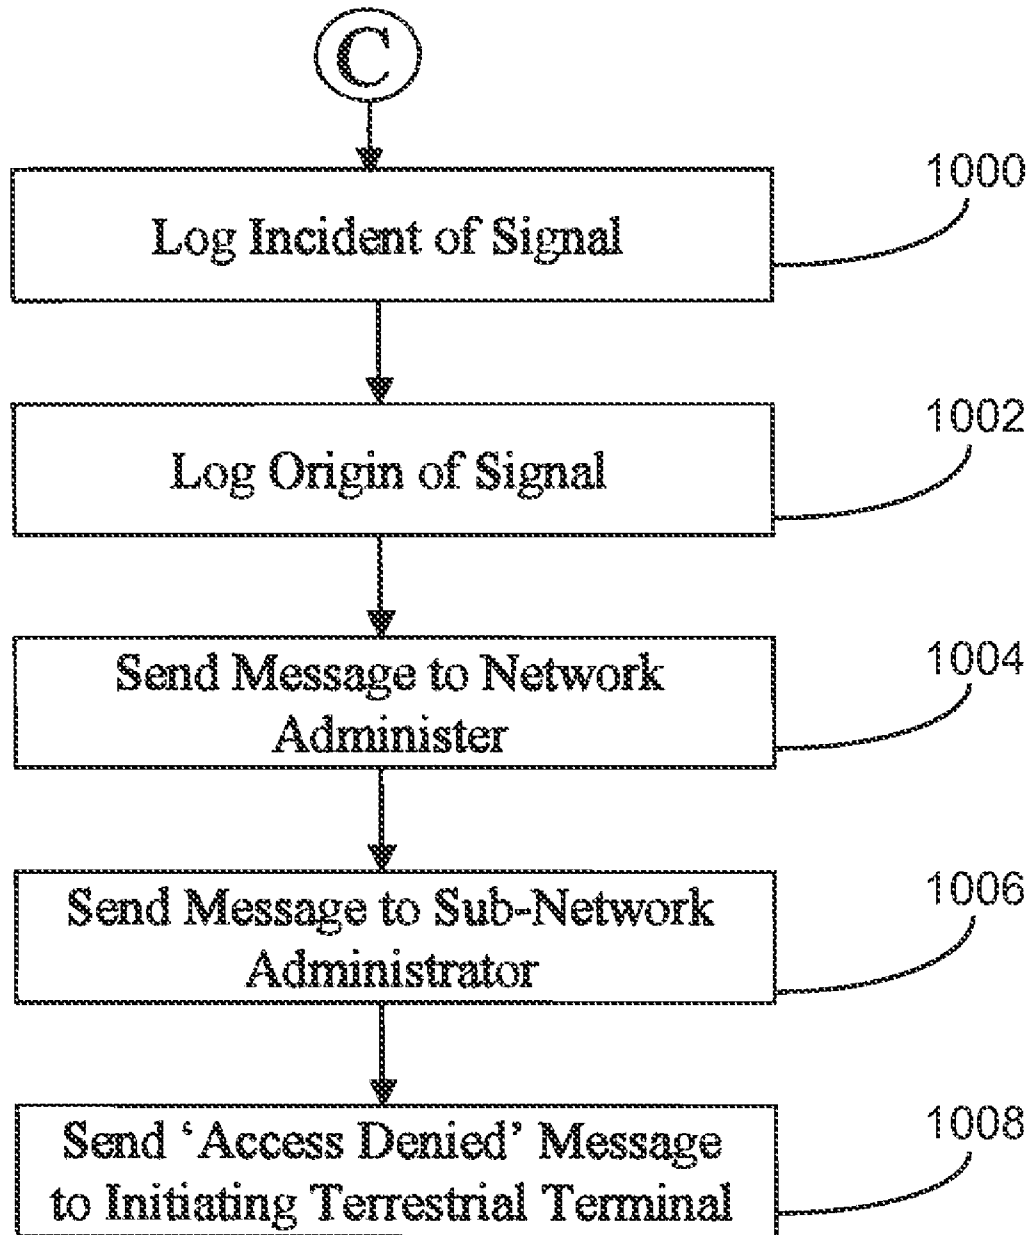 C
Log Incident of Signal
1000
Log Origin of Signal
1002
Send Message to Network
Administer
1004
Send Message to Sub-Network
Administrator
1006
Send ‘Access Denied’ Message
to Initiating Terrestrial Terminal
1008